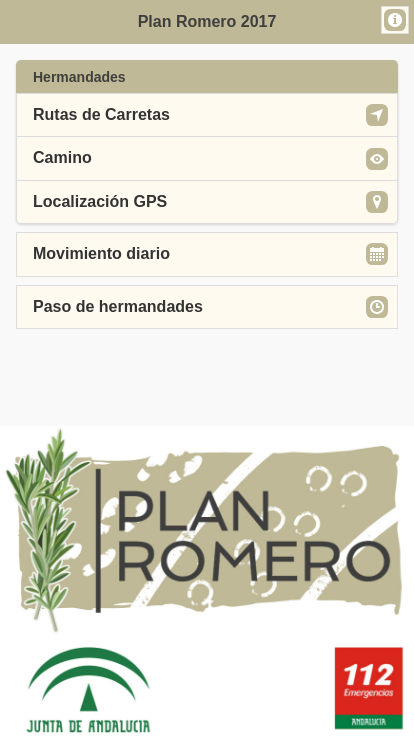 Plan Romero 2017
Hermandades
Rutas de Carretas
Camino
Localización GPS
Movimiento diario
Paso de hermandades
PLAN
ROMERO
112
Emergencias
JUNTA DE ANDALUCIA
ANDALUCÍA